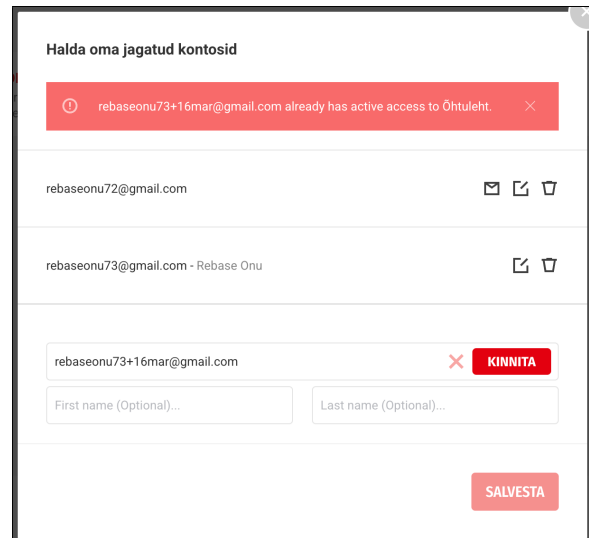 Halda oma jagatud kontosid
rebaseonu73+16mar@gmail.com already has active access to Õhtuleht.
rebaseonu72@gmail.com
rebaseonu73@gmail.com - Rebase Onu
rebaseonu73+16mar@gmail.com
KINNITA
First name (Optional)...
Last name (Optional)...
SALVESTA